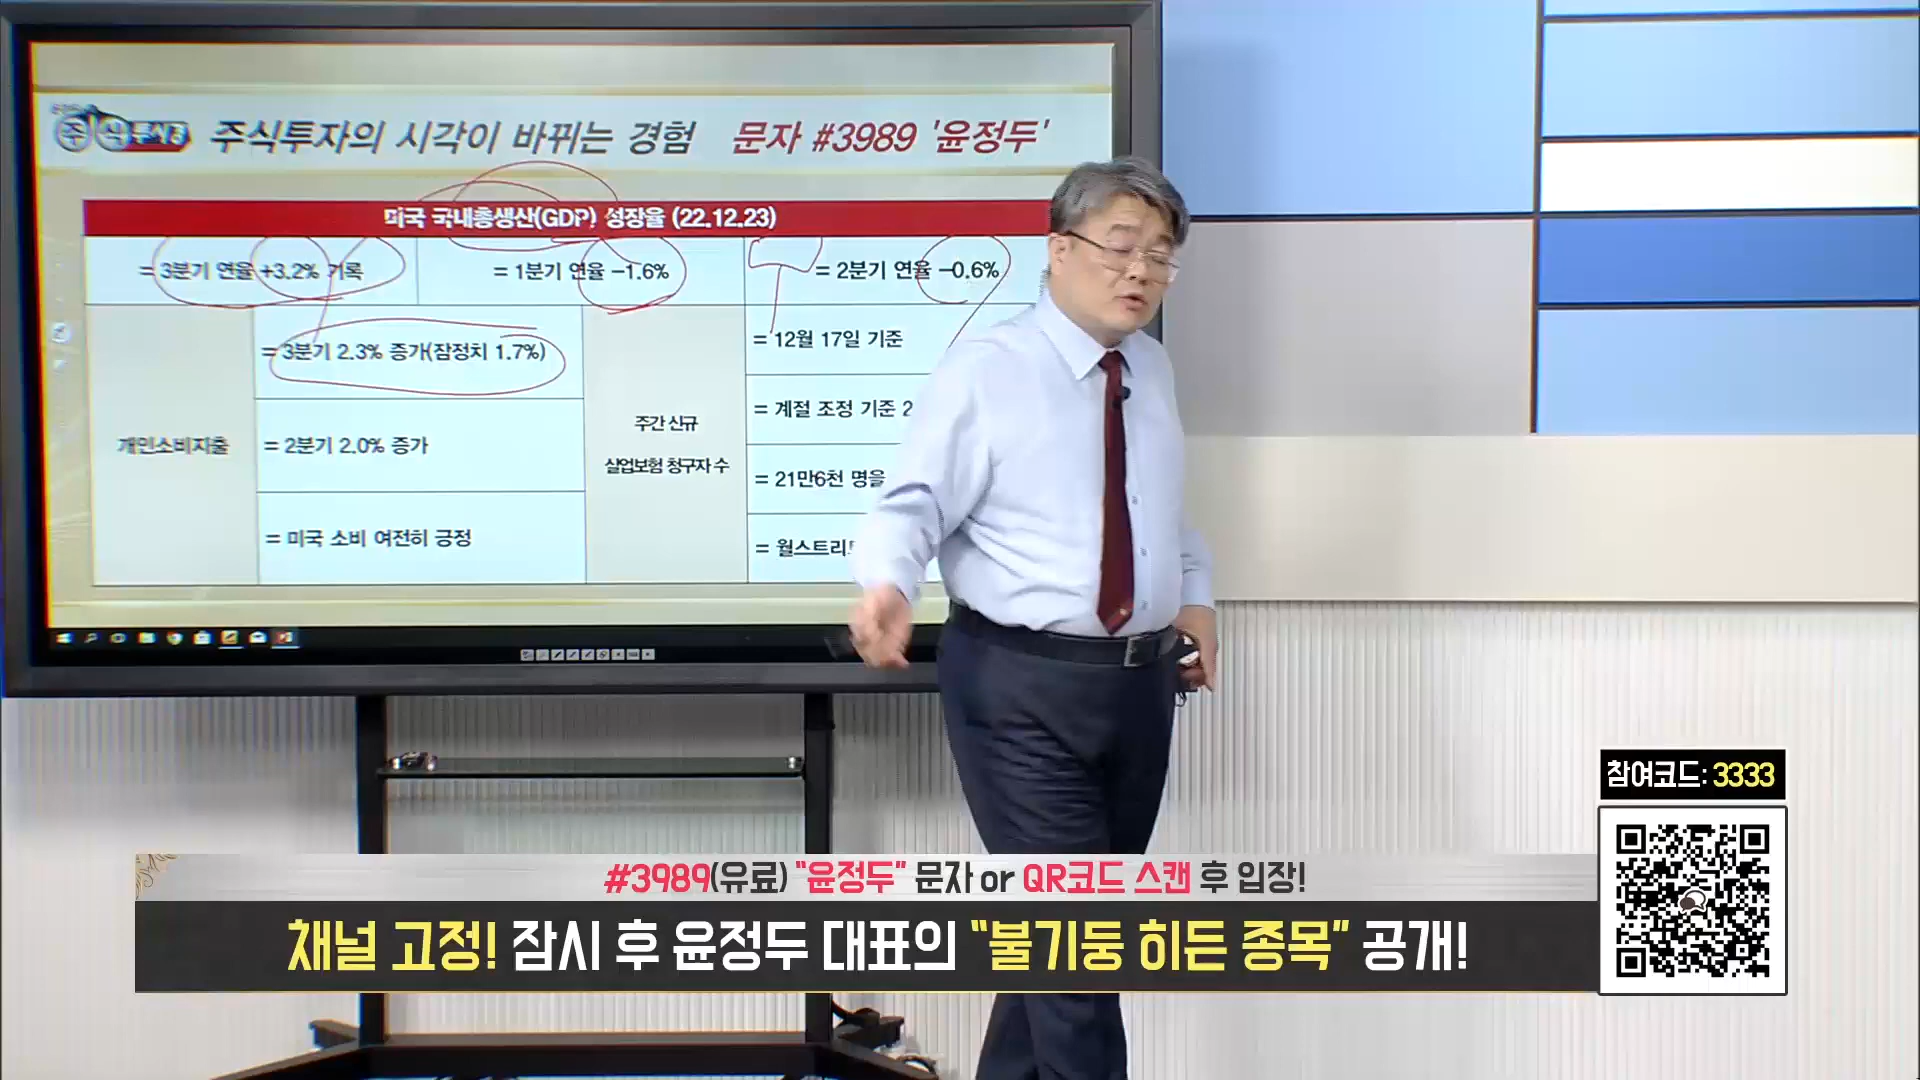 주식투자의 시각이 바뀌는 경험 문자 #3989 '윤정두'
미국 국내총생산(GDP) 성장율 (22.12.23)
= 3분기 연율 +3.2% 기록
= 1분기 연율 -1.6%
= 2분기 연율 -0.6%
개인소비지출
= 3분기 2.3% 증가(잠정치 1.7%)
= 2분기 2.0% 증가
= 미국 소비 여전히 긍정
주간 신규
실업보험 청구자 수
= 12월 17일 기준
= 계절 조정 기준 2
= 21만6천 명을
= 월스트리
참여코드: 3333
#3989(유료) "윤정두" 문자 or QR코드 스캔 후 입장!
채널 고정! 잠시 후 윤정두 대표의 "불기둥 히든 종목" 공개!